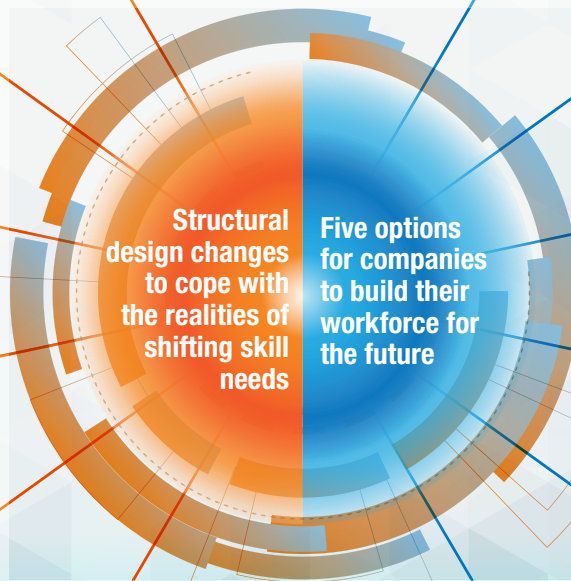 Structural
design changes
to cope with
the realities of
shifting skill
needs
Five options
for companies
to build their
workforce for
the future